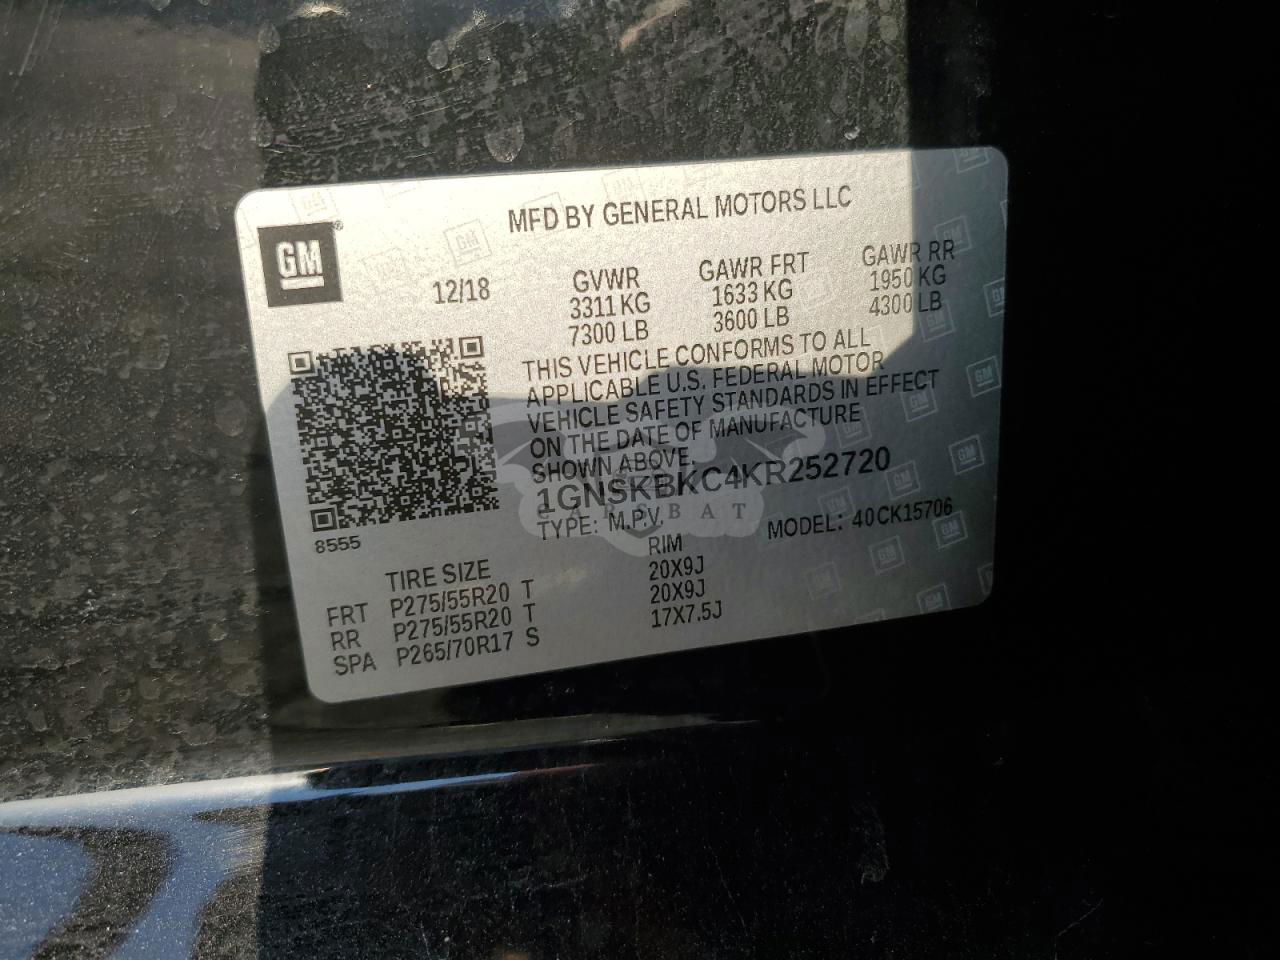 MFD BY GENERAL MOTORS LLC
GM
12/18
GVWR
3311 KG
7300 LB
GAWR FRT
1633 KG
3600 LB
GAWR RR
1950 KG
4300 LB
THIS VEHICLE CONFORMS TO ALL
APPLICABLE U.S. FEDERAL MOTOR
VEHICLE SAFETY STANDARDS IN EFFECT
ON THE DATE OF MANUFACTURE
SHOWN ABOVE.
1GNSKBKC4KR252720
TYPE: M.P.V. MODEL: 40CK15706
CARSBAT
8555
TIRE SIZE RIM
FRT P275/55R20 T 20X9J
RR P275/55R20 T 20X9J
SPA P265/70R17 S 17X7.5J